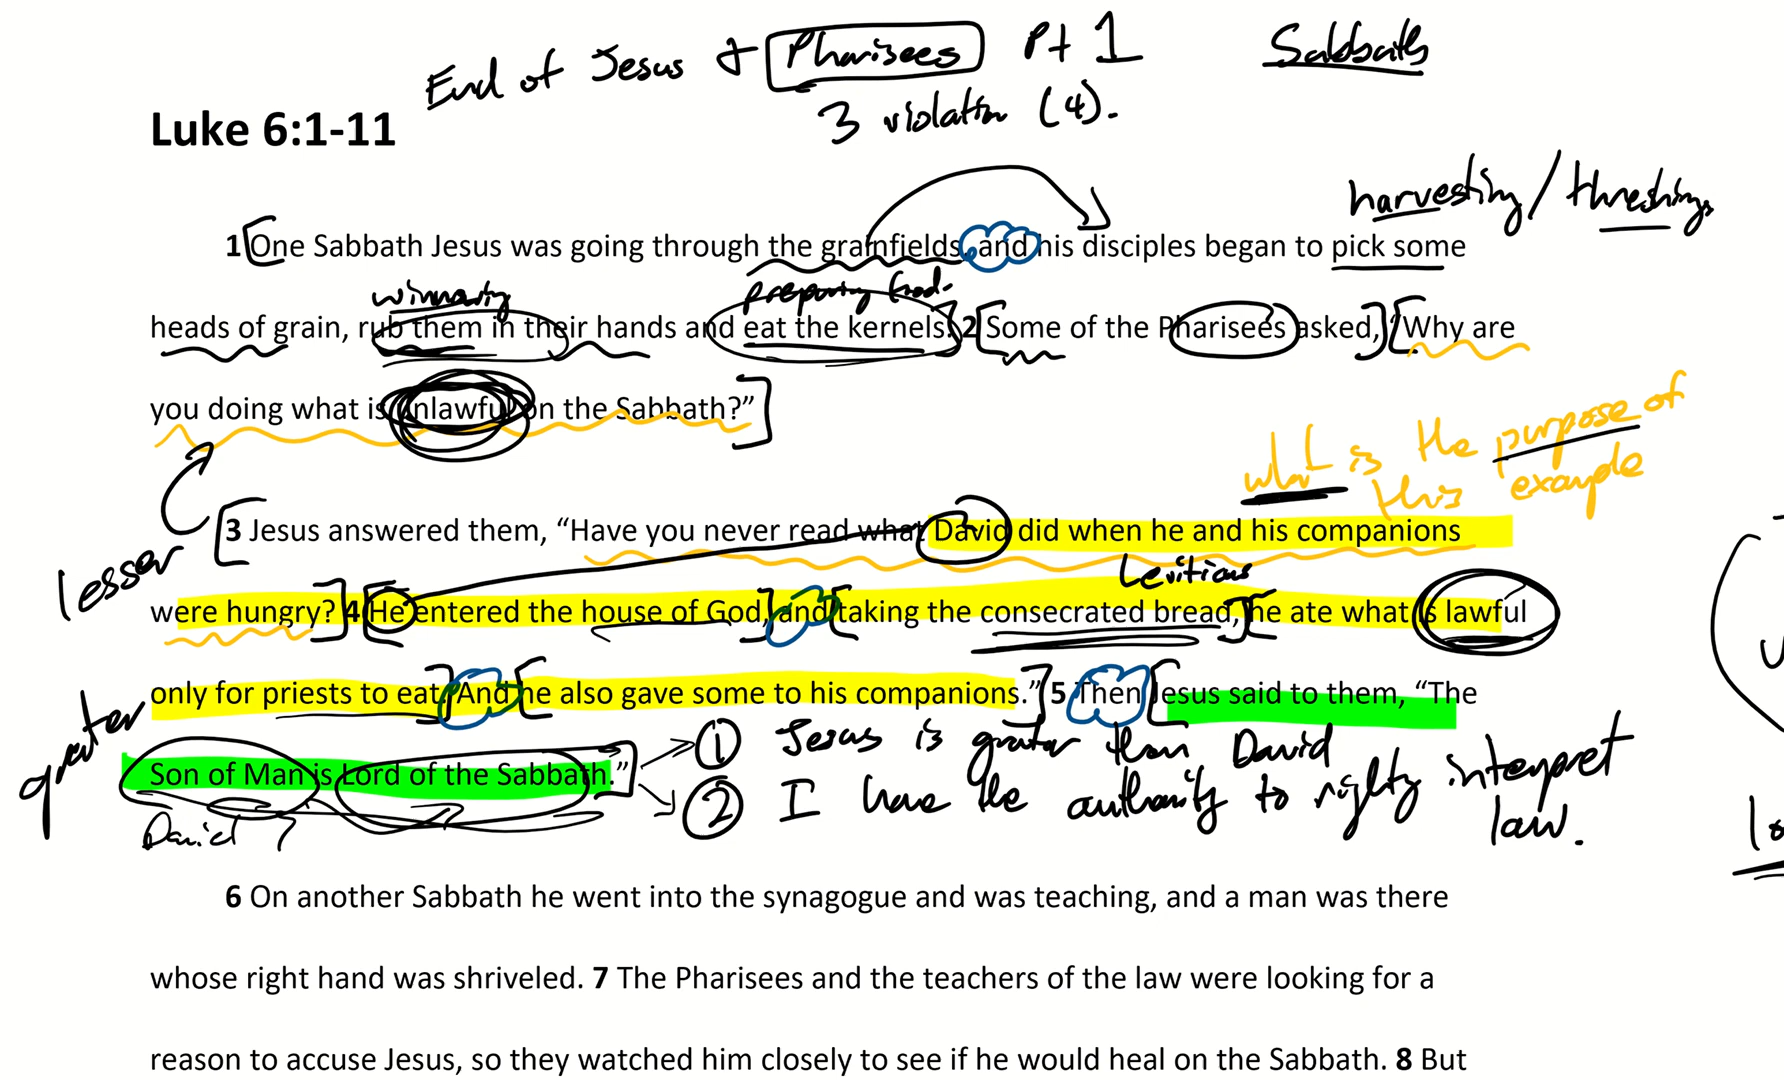 End of Jesus & Pharisees Pt 1 Sabbath
3 violation (4).
Luke 6:1-11
harvesting / threshing
1 One Sabbath Jesus was going through the grainfields, and his disciples began to pick some
winnowing preparing food.
heads of grain, rub them in their hands and eat the kernels. 2 Some of the Pharisees asked, “Why are
you doing what is unlawful on the Sabbath?”
what is the purpose of
this example
3 Jesus answered them, “Have you never read what David did when he and his companions
lesser
Leviticus
were hungry? 4 He entered the house of God, and taking the consecrated bread, he ate what is lawful
only for priests to eat. And he also gave some to his companions.” 5 Then Jesus said to them, “The
greater
① Jesus is greater than David
Son of Man is Lord of the Sabbath.”
② I have the authority to rightly interpret
law.
David
6 On another Sabbath he went into the synagogue and was teaching, and a man was there
whose right hand was shriveled. 7 The Pharisees and the teachers of the law were looking for a
reason to accuse Jesus, so they watched him closely to see if he would heal on the Sabbath. 8 But